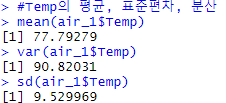 > #Temp의 평균, 표준편차, 분산
> mean(air_1$Temp)
[1] 77.79279
> var(air_1$Temp)
[1] 90.82031
> sd(air_1$Temp)
[1] 9.529969